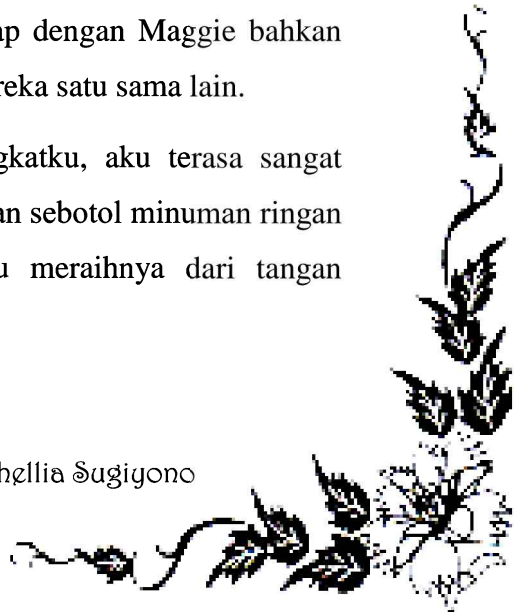 ap dengan Maggie bahkan
reka satu sama lain.
gkatku, aku terasa sangat
an sebotol minuman ringan
u meraihnya dari tangan
hellia Sugiyono